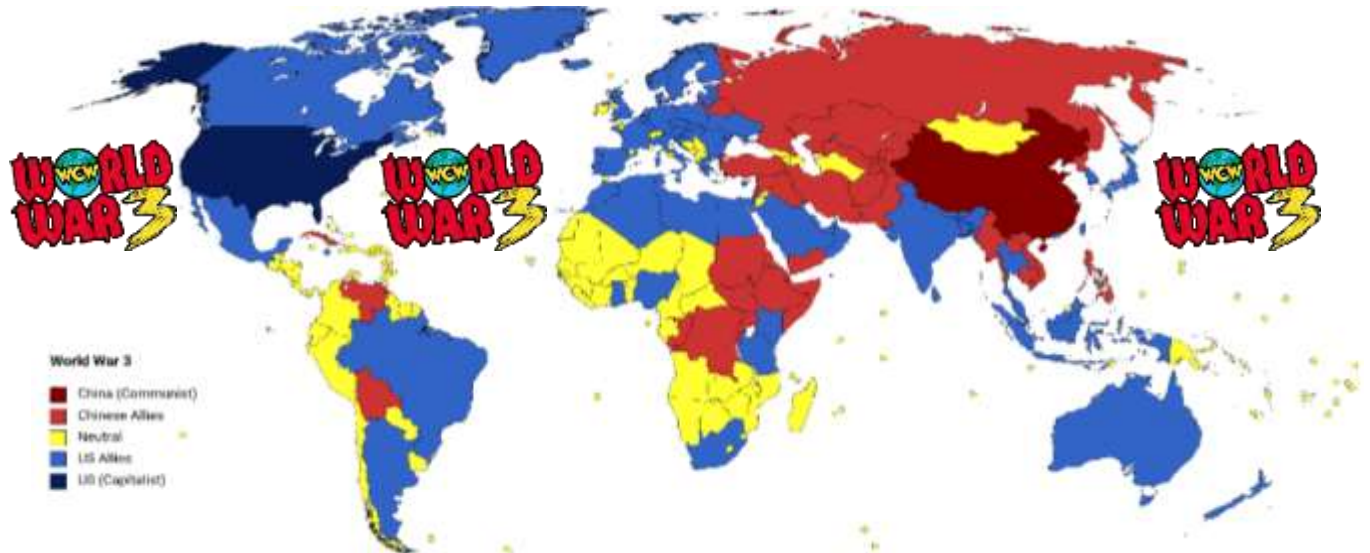 WORLD
WCW
WAR 3
WORLD
WCW
WAR 3
WORLD
WCW
WAR 3
World War 3
China (Communist)
Chinese Allies
Neutral
US Allies
US (Capitalist)